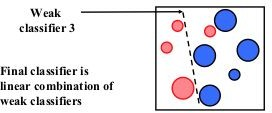 Weak
classifier 3
Final classifier is
linear combination of
weak classifiers